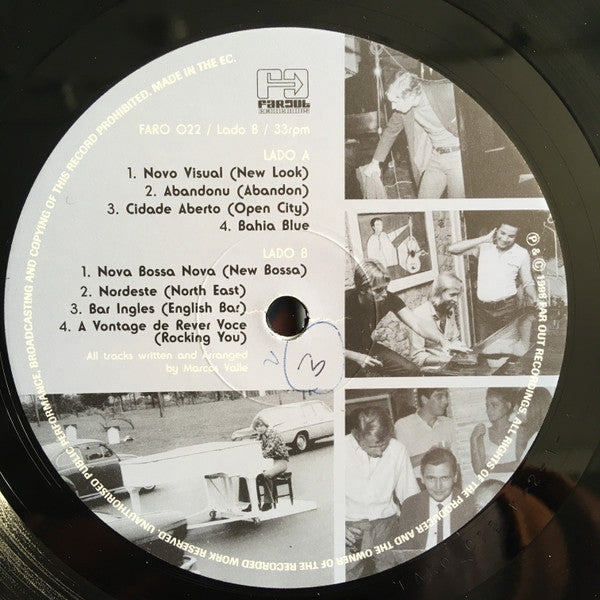 FAROUT
RECORDINGS
FARO 022 / Lado B / 33rpm
LADO A
1. Novo Visual (New Look)
2. Abandonu (Abandon)
3. Cidade Aberto (Open City)
4. Bahia Blue
LADO B
1. Nova Bossa Nova (New Bossa)
2. Nordeste (North East)
3. Bar Ingles (English Bar)
4. A Vontage de Rever Voce
(Rocking You)
All tracks written and Arranged
by Marcos Valle
℗ & © 1998 FAR OUT RECORDINGS. ALL RIGHTS OF THE PRODUCER AND THE OWNER OF THE RECORDED WORK RESERVED. UNAUTHORISED PUBLIC PERFORMANCE, BROADCASTING AND COPYING OF THIS RECORD PROHIBITED. MADE IN THE EC.